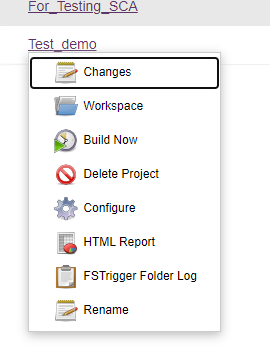 For_Testing_SCA
Test_demo
Changes
Workspace
Build Now
Delete Project
Configure
HTML Report
FSTrigger Folder Log
Rename